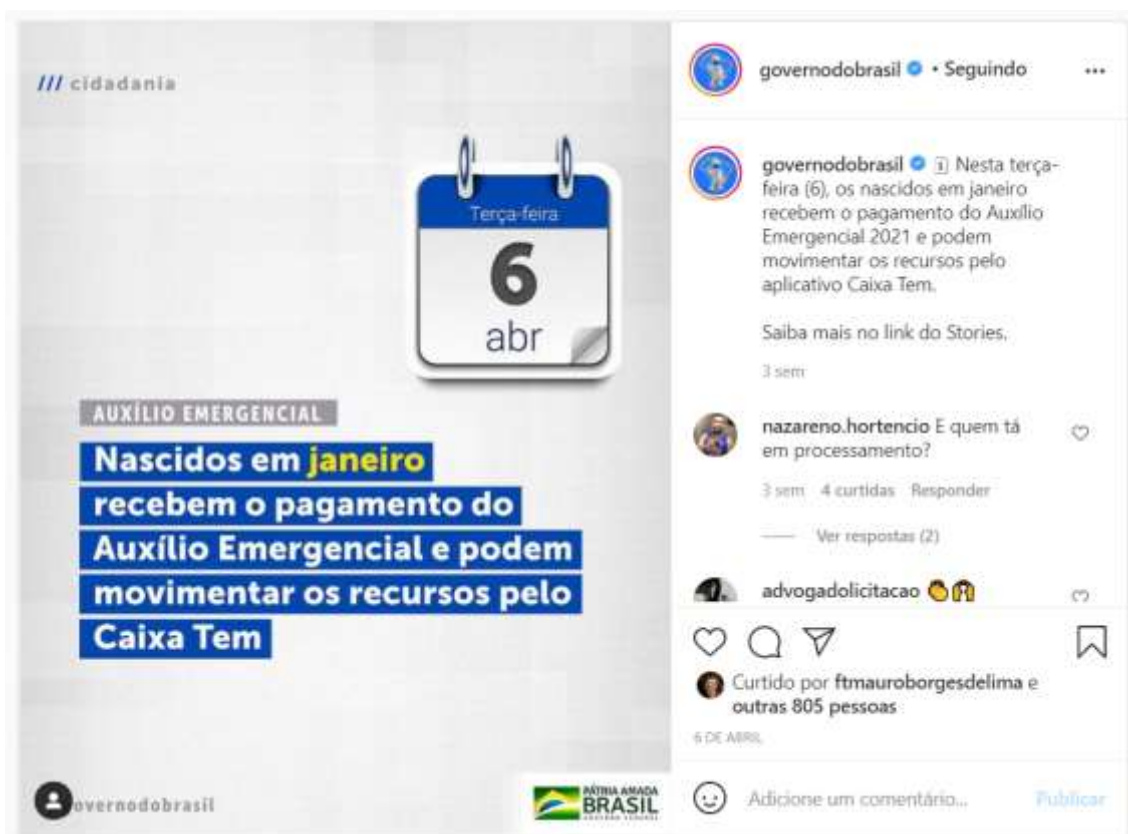 /// cidadania
Terça-feira
6
abr
AUXÍLIO EMERGENCIAL
Nascidos em janeiro
recebem o pagamento do
Auxílio Emergencial e podem
movimentar os recursos pelo
Caixa Tem
overnodobrasil
PÁTRIA AMADA
BRASIL
GOVERNO FEDERAL
governodobrasil • Seguindo
governodobrasil Nesta terça-
feira (6), os nascidos em janeiro
recebem o pagamento do Auxílio
Emergencial 2021 e podem
movimentar os recursos pelo
aplicativo Caixa Tem.
Saiba mais no link do Stories.
3 sem
nazareno.hortencio E quem tá
em processamento?
3 sem 4 curtidas Responder
Ver respostas (2)
advogadolicitacao
Curtido por ftmauroborgesdelima e
outras 805 pessoas
6 DE ABRIL
Adicione um comentário... Publicar